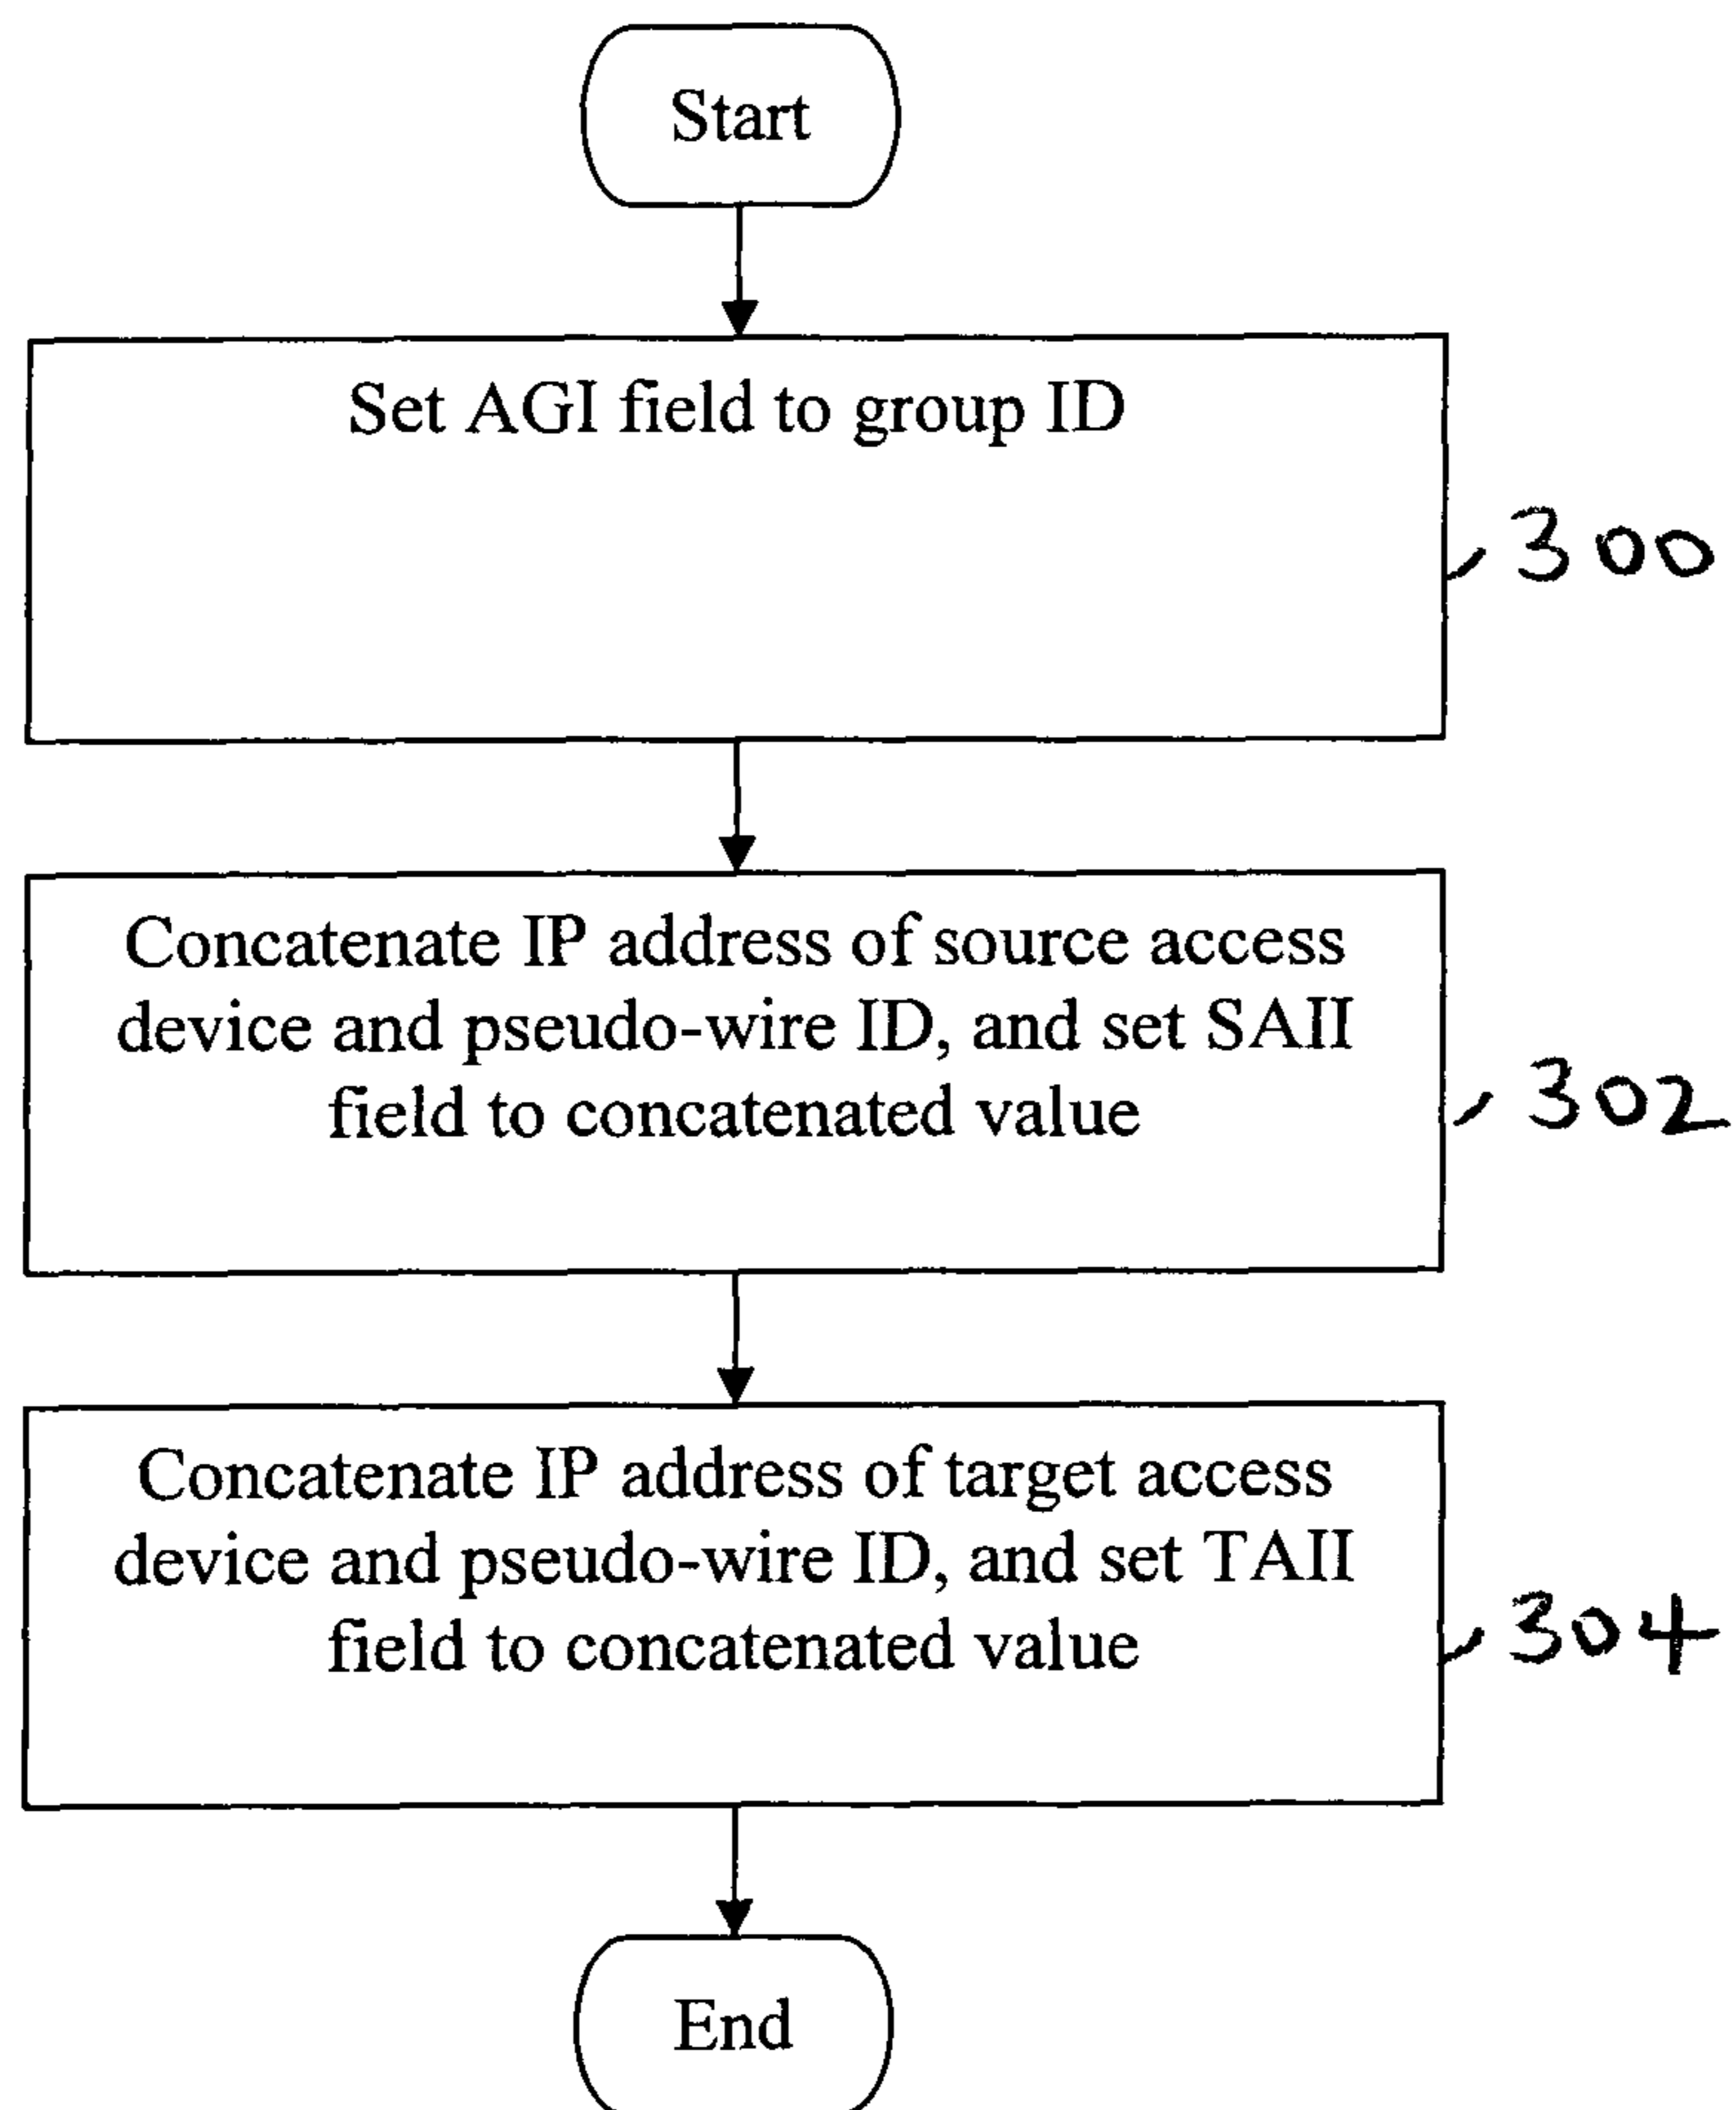 Start
Set AGI field to group ID
300
Concatenate IP address of source access
device and pseudo-wire ID, and set SAII
field to concatenated value
302
Concatenate IP address of target access
device and pseudo-wire ID, and set TAII
field to concatenated value
304
End